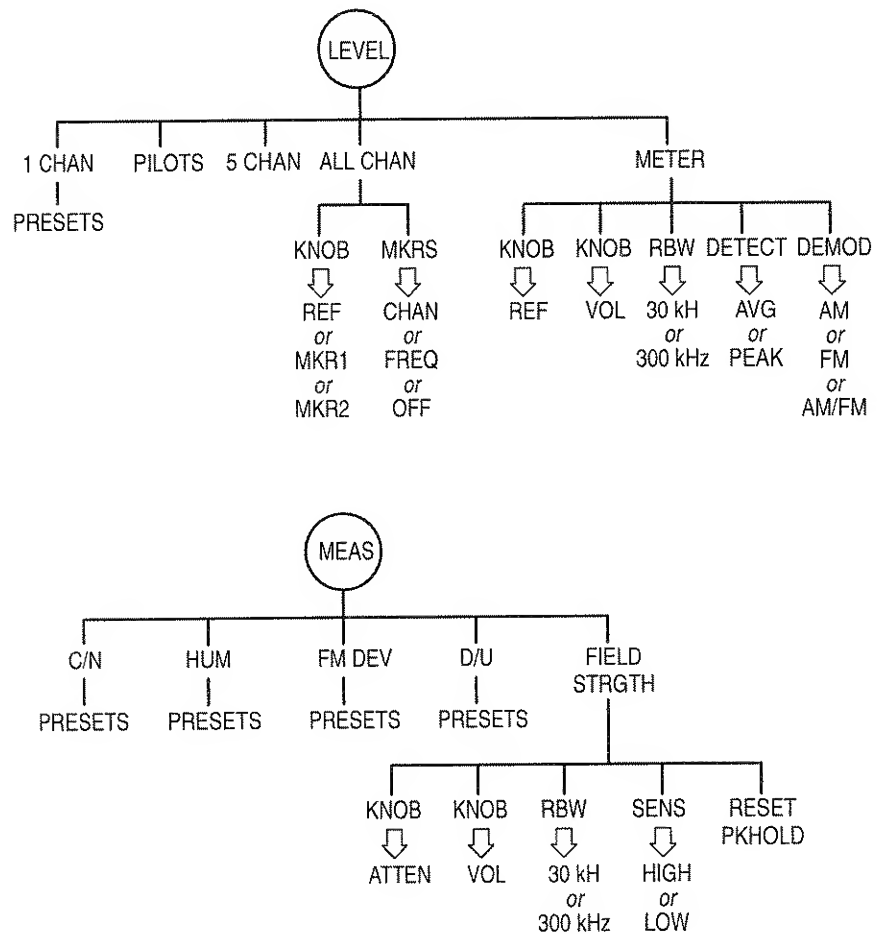 LEVEL
1 CHAN PILOTS 5 CHAN ALL CHAN METER
PRESETS
KNOB MKRS KNOB KNOB RBW DETECT DEMOD
REF CHAN REF VOL 30 kH AVG AM
or or or or or
MKR1 FREQ 300 kHz PEAK FM
or or or
MKR2 OFF AM/FM
MEAS
C/N HUM FM DEV D/U FIELD
STRGTH
PRESETS PRESETS PRESETS PRESETS
KNOB KNOB RBW SENS RESET
PKHOLD
ATTEN VOL 30 kH HIGH
or or
300 kHz LOW